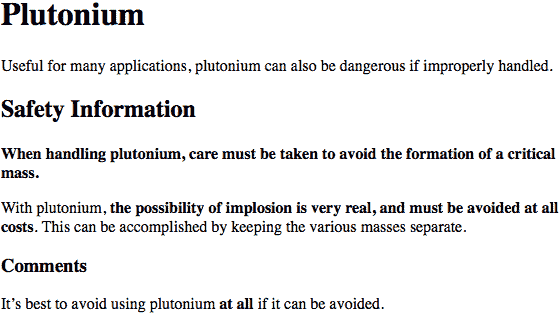 Plutonium
Useful for many applications, plutonium can also be dangerous if improperly handled.
Safety Information
When handling plutonium, care must be taken to avoid the formation of a critical
mass.
With plutonium, the possibility of implosion is very real, and must be avoided at all
costs. This can be accomplished by keeping the various masses separate.
Comments
It’s best to avoid using plutonium at all if it can be avoided.